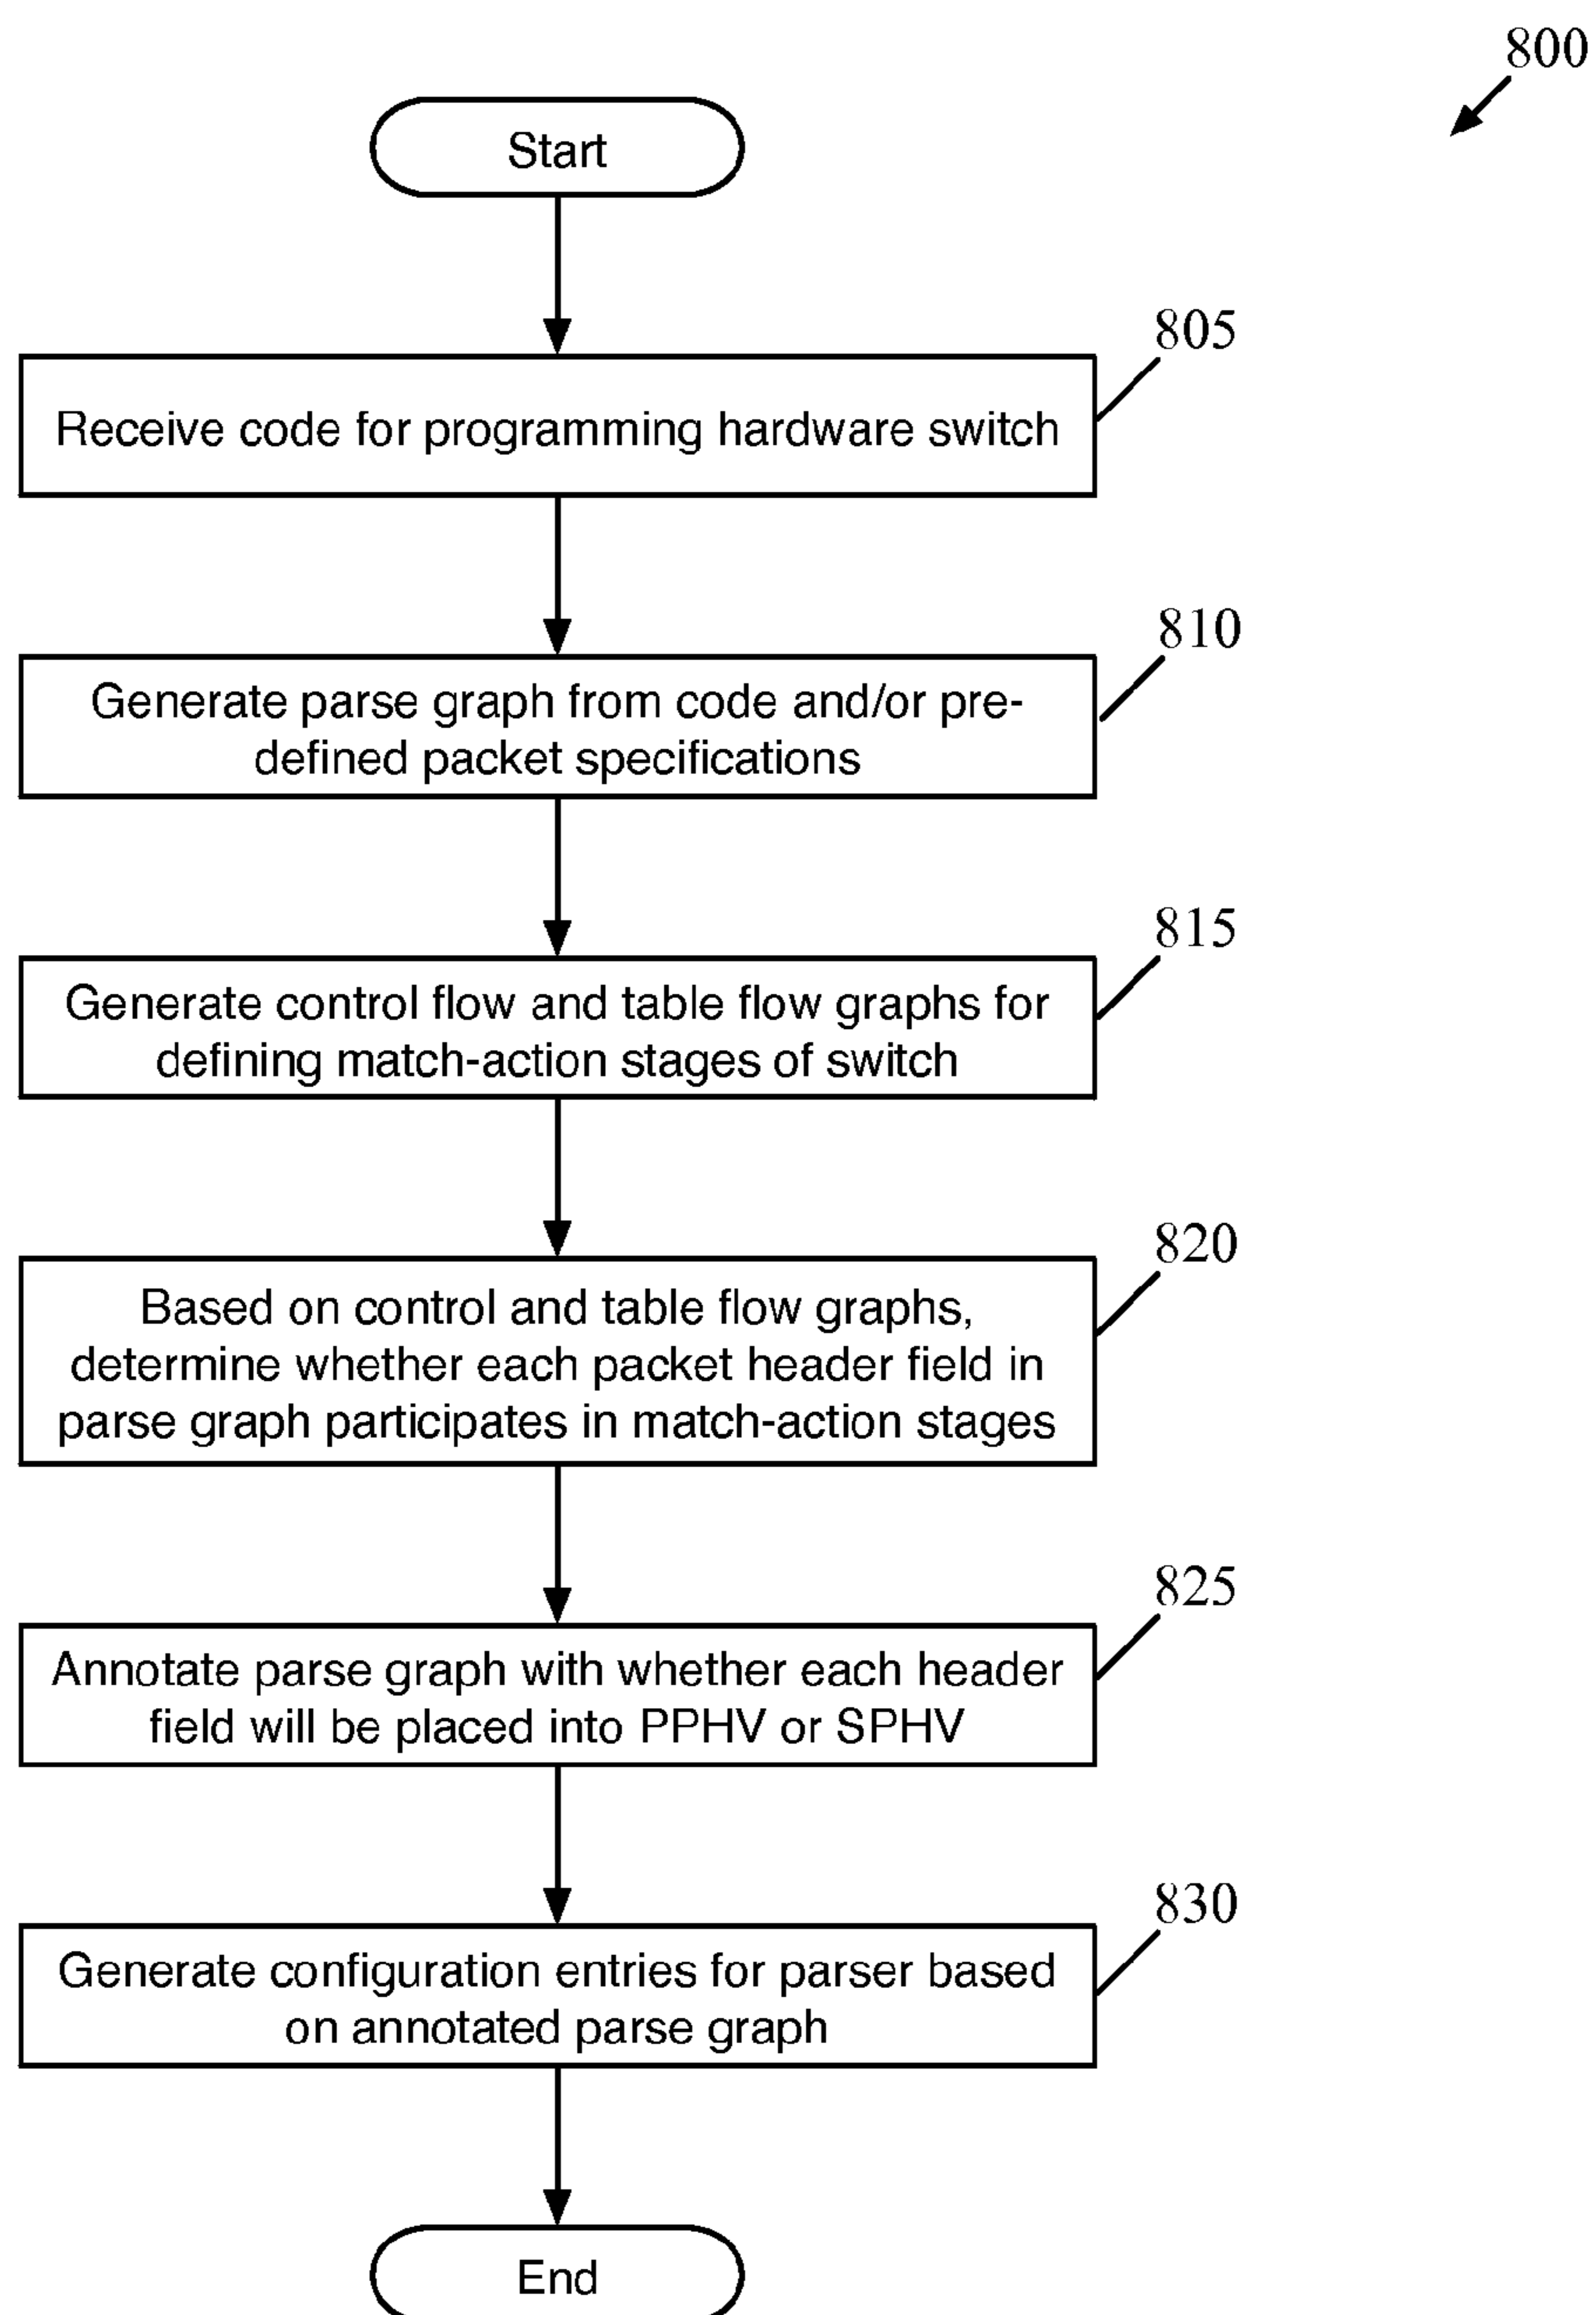 800
Start
805
Receive code for programming hardware switch
810
Generate parse graph from code and/or pre-
defined packet specifications
815
Generate control flow and table flow graphs for
defining match-action stages of switch
820
Based on control and table flow graphs,
determine whether each packet header field in
parse graph participates in match-action stages
825
Annotate parse graph with whether each header
field will be placed into PPHV or SPHV
830
Generate configuration entries for parser based
on annotated parse graph
End